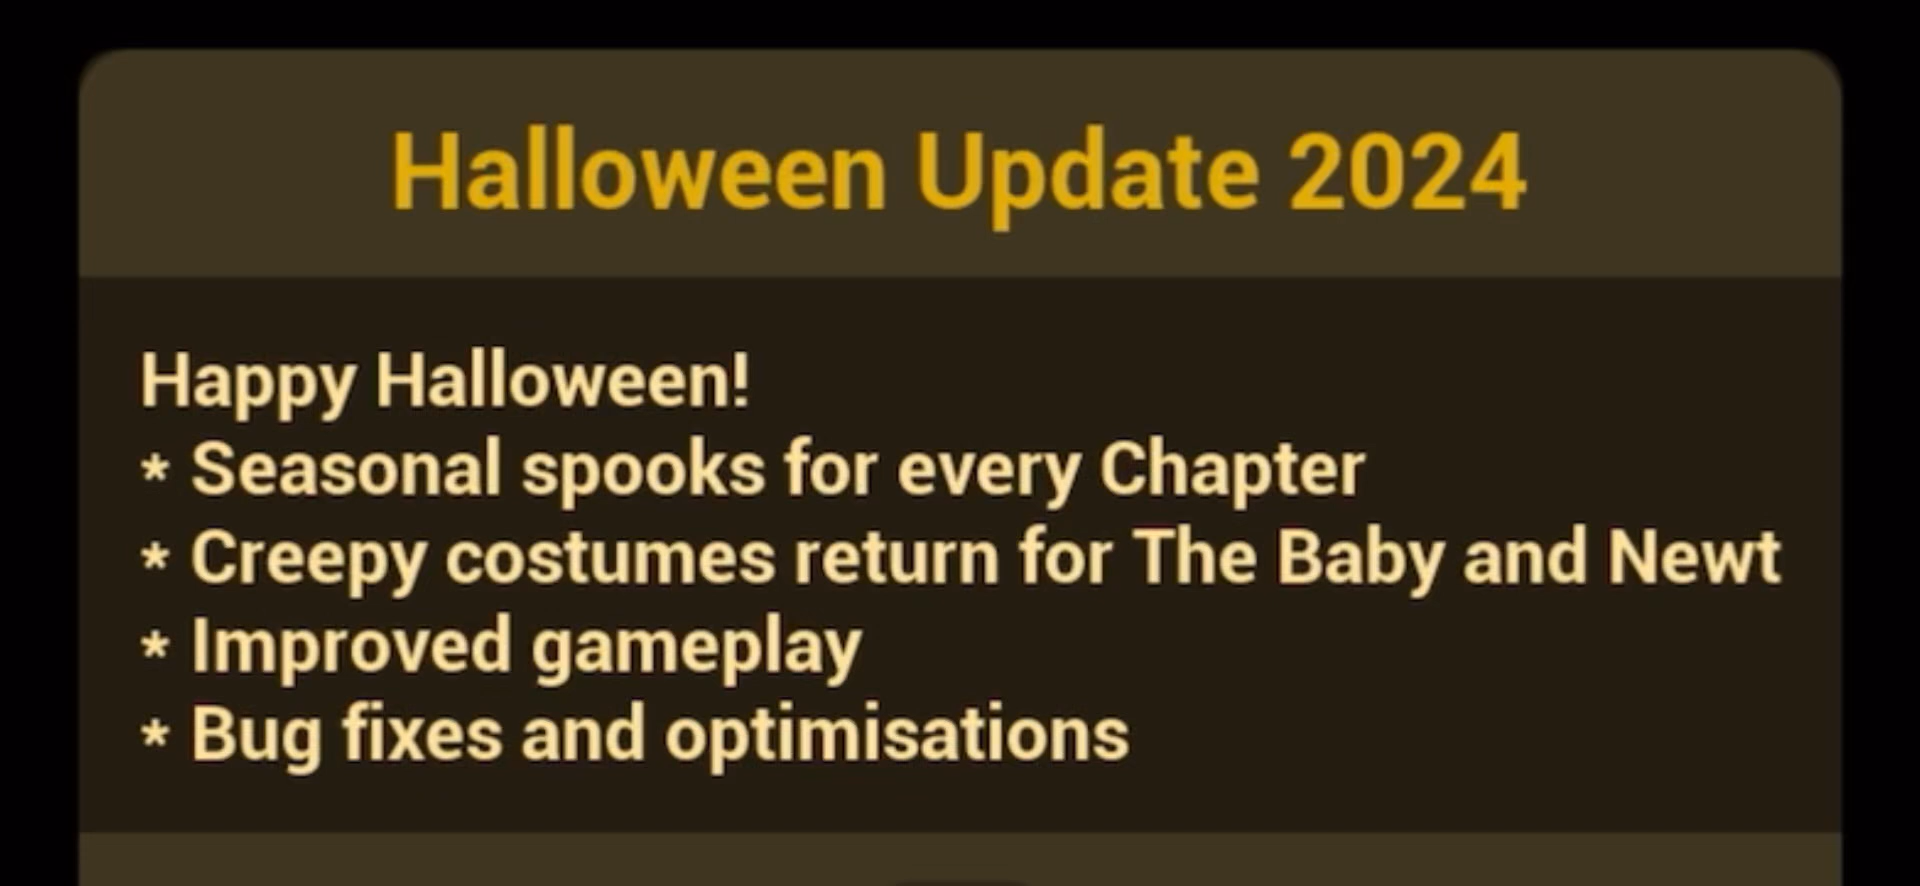 Halloween Update 2024
Happy Halloween!
* Seasonal spooks for every Chapter
* Creepy costumes return for The Baby and Newt
* Improved gameplay
* Bug fixes and optimisations